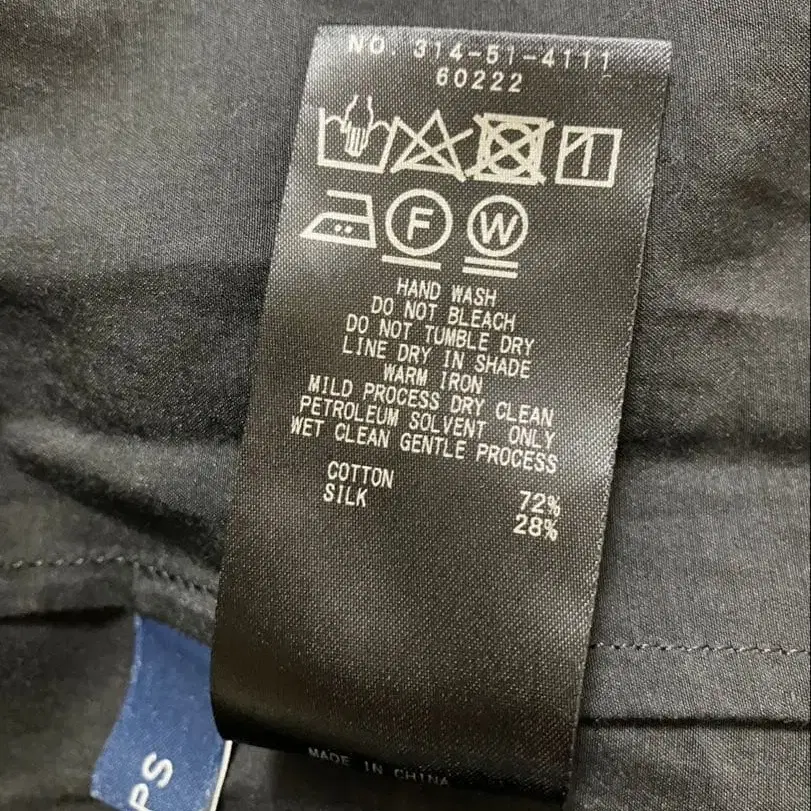 NO. 314-51-4111
60222
F W
HAND WASH
DO NOT BLEACH
DO NOT TUMBLE DRY
LINE DRY IN SHADE
WARM IRON
MILD PROCESS DRY CLEAN
PETROLEUM SOLVENT ONLY
WET CLEAN GENTLE PROCESS
COTTON 72%
SILK 28%
MADE IN CHINA
PS